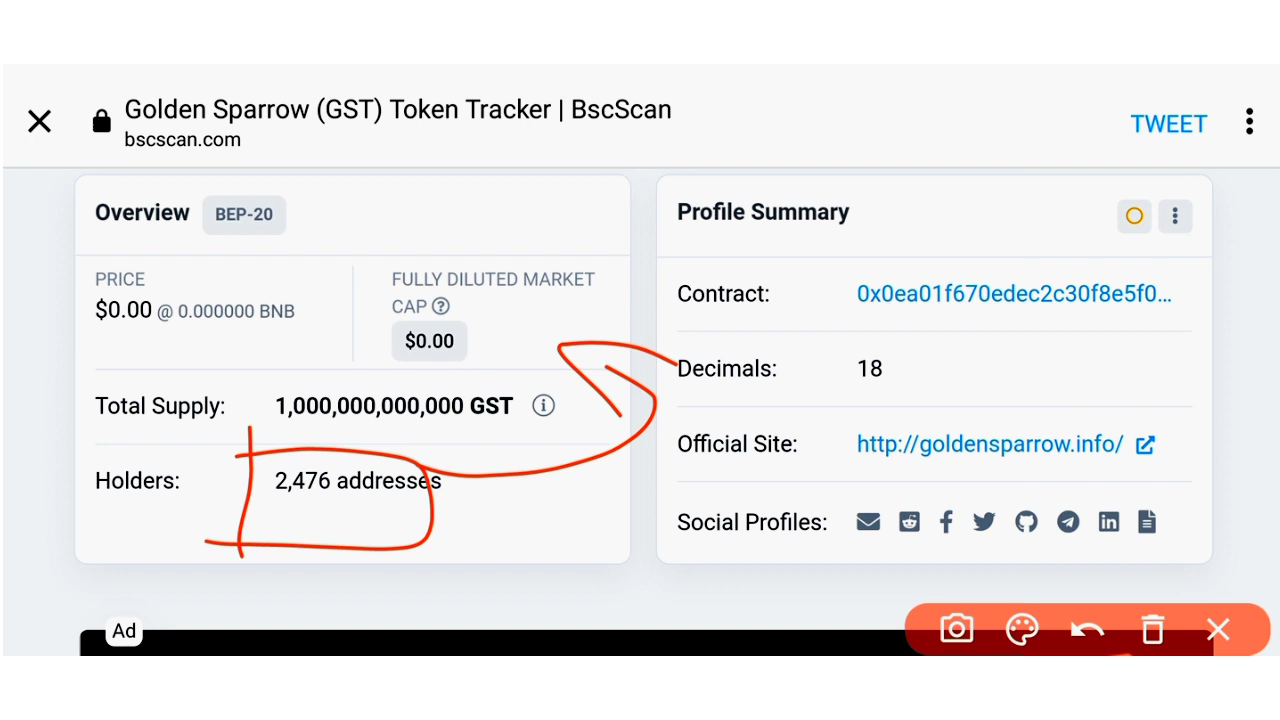 Golden Sparrow (GST) Token Tracker | BscScan
bscscan.com
TWEET
Overview BEP-20
PRICE
$0.00 @ 0.000000 BNB
FULLY DILUTED MARKET
CAP
$0.00
Total Supply: 1,000,000,000,000 GST
Holders: 2,476 addresses
Profile Summary
Contract: 0x0ea01f670edec2c30f8e5f0...
Decimals: 18
Official Site: http://goldensparrow.info/
Social Profiles:
Ad